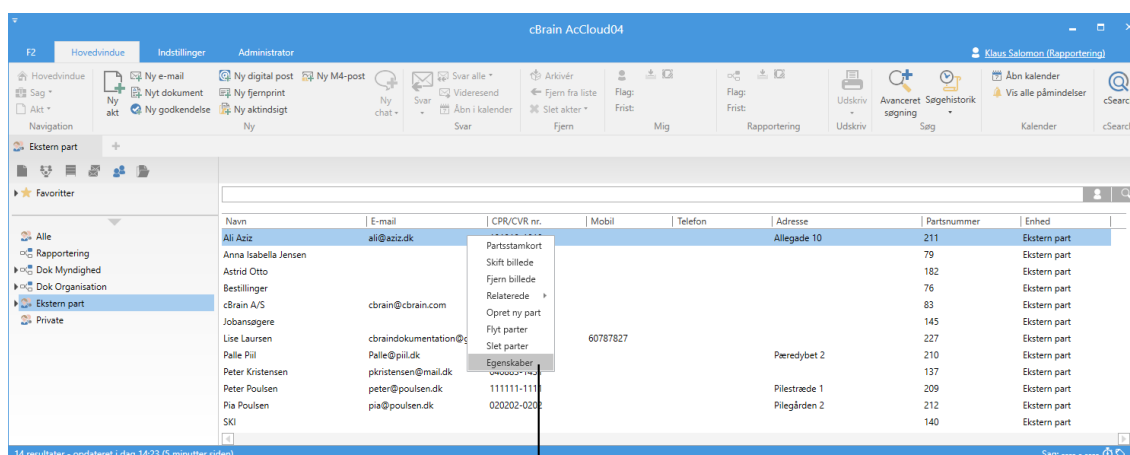 cBrain AcCloud04
F2 Hovedvindue Indstillinger Administrator Klaus Salomon (Rapportering)
Hovedvindue Ny e-mail Ny digital post Ny M4-post Svar alle Arkivér Åbn kalender
Sag Nyt dokument Ny fjernprint Videresend Fjern fra liste Flag: Flag: Vis alle påmindelser
Akt Ny akt Ny godkendelse Ny aktindsigt Ny chat Svar Åbn i kalender Slet akter Frist: Frist: Udskriv Avanceret søgning Søgehistorik cSearc
Navigation Ny Svar Fjern Mig Rapportering Udskriv Søg Kalender cSearcl
Ekstern part +
Favoritter
Navn E-mail CPR/CVR nr. Mobil Telefon Adresse Partsnummer Enhed
Alle
Rapportering
Dok Myndighed
Dok Organisation
Ekstern part
Private
Ali Aziz ali@aziz.dk Allegade 10 211 Ekstern part
Anna Isabella Jensen 79 Ekstern part
Astrid Otto 182 Ekstern part
Bestillinger 76 Ekstern part
cBrain A/S cbrain@cbrain.com 83 Ekstern part
Jobansøgere 145 Ekstern part
Lise Laursen cbraindokumentation@g 60787827 227 Ekstern part
Palle Piil Palle@piil.dk Pæredybet 2 210 Ekstern part
Peter Kristensen pkristensen@mail.dk 137 Ekstern part
Peter Poulsen peter@poulsen.dk 111111-1111 Pilestræde 1 209 Ekstern part
Pia Poulsen pia@poulsen.dk 020202-0202 Pilegården 2 212 Ekstern part
SKI 140 Ekstern part
Partsstamkort
Skift billede
Fjern billede
Relaterede
Opret ny part
Flyt parter
Slet parter
Egenskaber
14 resultater - opdateret i dag 14:23 (5 minutter siden) Sag: